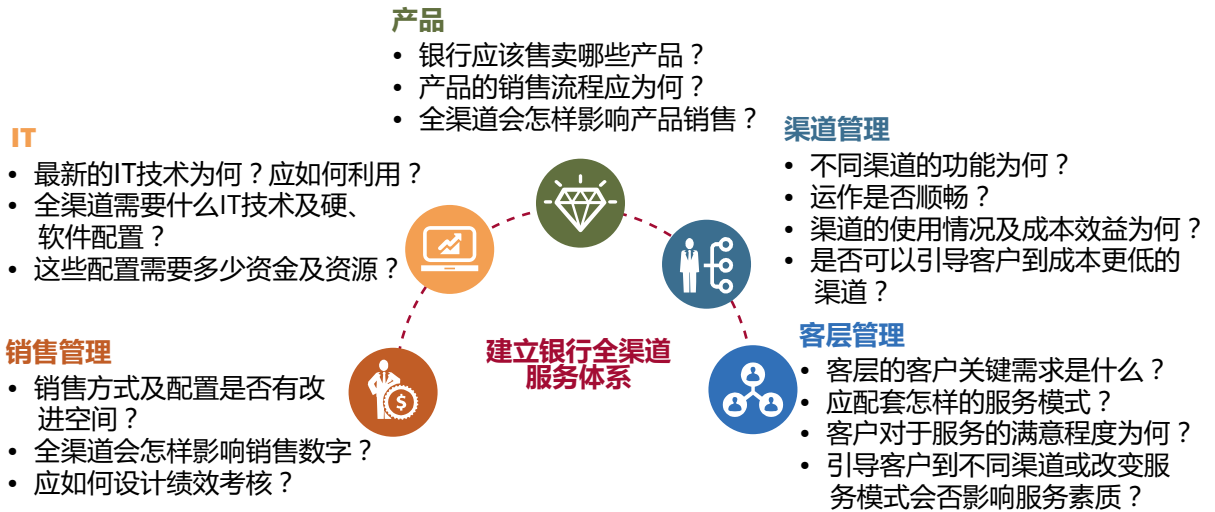 产品
• 银行应该售卖哪些产品？
• 产品的销售流程应为何？
• 全渠道会怎样影响产品销售？
IT
• 最新的IT技术为何？应如何利用？
• 全渠道需要什么IT技术及硬、
软件配置？
• 这些配置需要多少资金及资源？
渠道管理
• 不同渠道的功能为何？
• 运作是否顺畅？
• 渠道的使用情况及成本效益为何？
• 是否可以引导客户到成本更低的
渠道？
销售管理
• 销售方式及配置是否有改
进空间？
• 全渠道会怎样影响销售数字？
• 应如何设计绩效考核？
$
建立银行全渠道
服务体系
客层管理
• 客层的客户关键需求是什么？
• 应配套怎样的服务模式？
• 客户对于服务的满意程度为何？
• 引导客户到不同渠道或改变服
务模式会否影响服务素质？